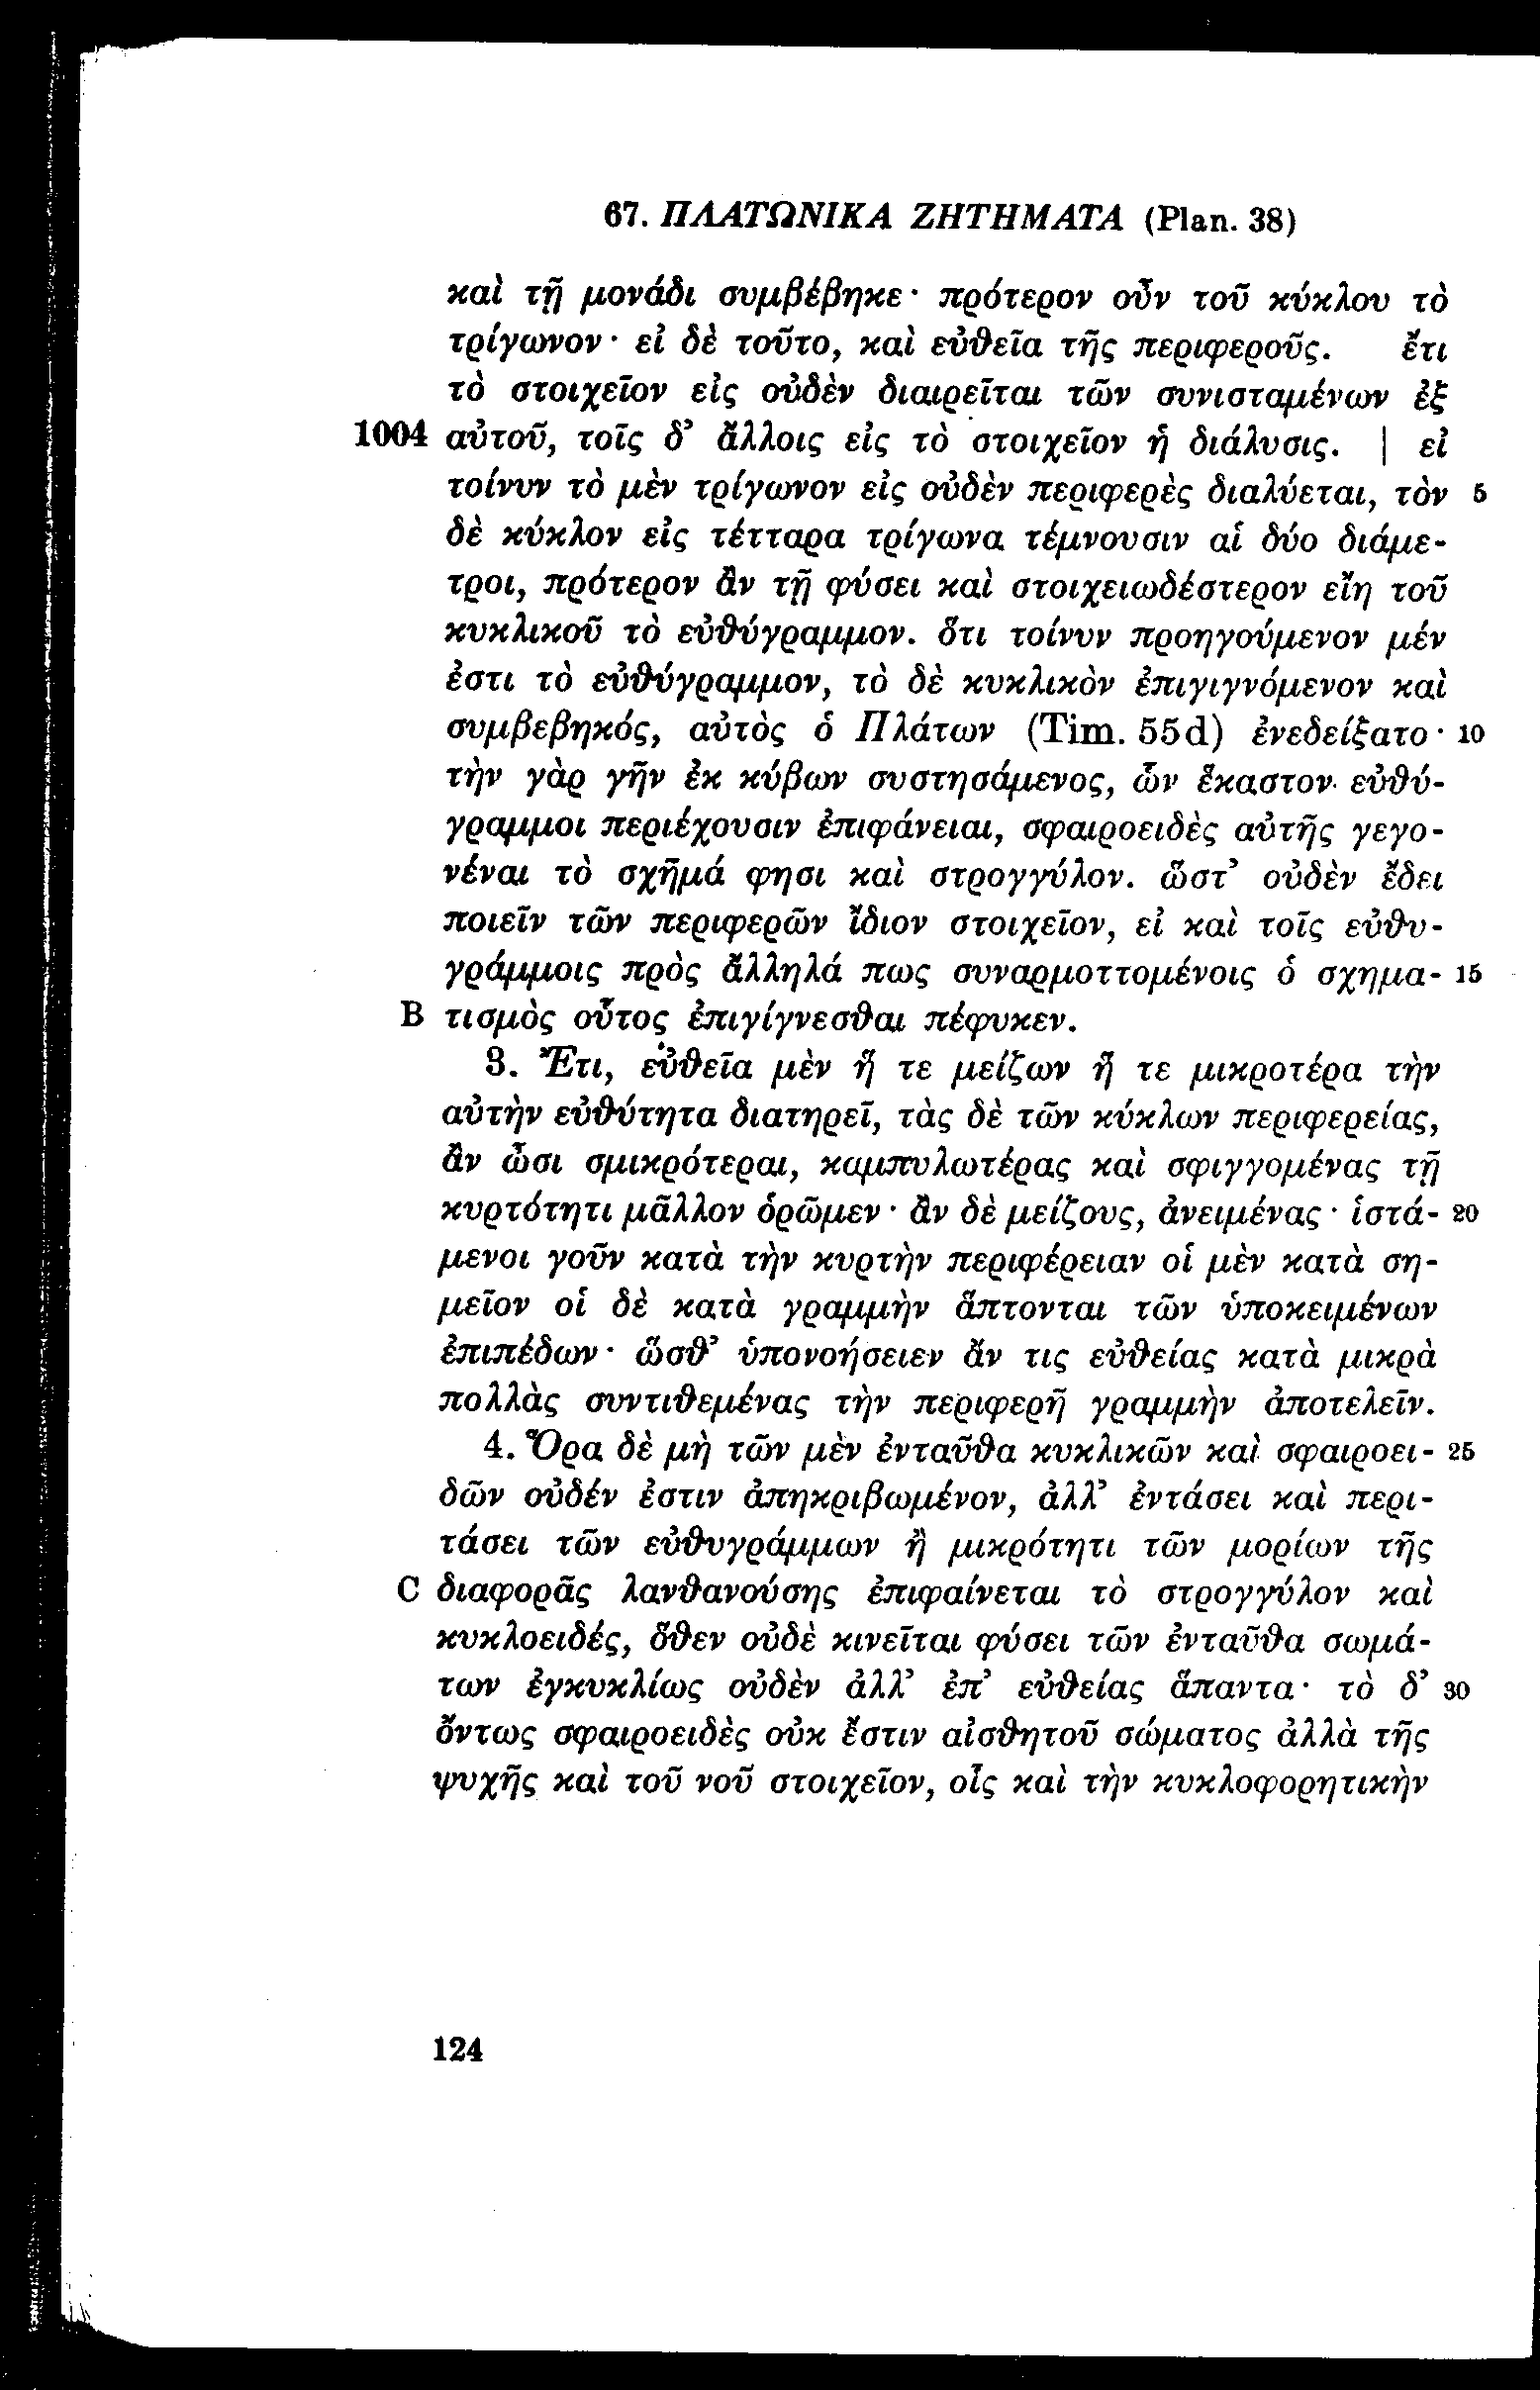 67. ΠΛΑΤΩΝΙΚΑ ΖΗΤΗΜΑΤΑ (Plan. 38)
καὶ τῇ μονάδι συμβέβηκε· πρότερον οὖν τοῦ κύκλου τὸ
τρίγωνον· εἰ δὲ τοῦτο, καὶ εὐθεῖα τῆς περιφεροῦς. ἔτι
τὸ στοιχεῖον εἰς οὐδὲν διαιρεῖται τῶν συνισταμένων ἐξ
1004 αὐτοῦ, τοῖς δ’ ἄλλοις εἰς τὸ στοιχεῖον ἡ διάλυσις. | εἰ
τοίνυν τὸ μὲν τρίγωνον εἰς οὐδὲν περιφερὲς διαλύεται, τὸν 5
δὲ κύκλον εἰς τέτταρα τρίγωνα τέμνουσιν αἱ δύο διάμε-
τροι, πρότερον ἂν τῇ φύσει καὶ στοιχειωδέστερον εἴη τοῦ
κυκλικοῦ τὸ εὐθύγραμμον. ὅτι τοίνυν προηγούμενον μέν
ἐστι τὸ εὐθύγραμμον, τὸ δὲ κυκλικὸν ἐπιγιγνόμενον καὶ
συμβεβηκός, αὐτὸς ὁ Πλάτων (Tim. 55d) ἐνεδείξατο· 10
τὴν γὰρ γῆν ἐκ κύβων συστησάμενος, ὧν ἕκαστον εὐθύ-
γραμμοι περιέχουσιν ἐπιφάνειαι, σφαιροειδὲς αὐτῆς γεγο-
νέναι τὸ σχῆμά φησι καὶ στρογγύλον. ὥστ’ οὐδὲν ἔδει
ποιεῖν τῶν περιφερῶν ἴδιον στοιχεῖον, εἰ καὶ τοῖς εὐθυ-
γράμμοις πρὸς ἄλληλά πως συναρμοττομένοις ὁ σχημα- 15
B τισμὸς οὗτος ἐπιγίγνεσθαι πέφυκεν.
3. Ἔτι, εὐθεῖα μὲν ἥ τε μείζων ἥ τε μικροτέρα τὴν
αὐτὴν εὐθύτητα διατηρεῖ, τὰς δὲ τῶν κύκλων περιφερείας,
ἂν ὦσι σμικρότεραι, καμπυλωτέρας καὶ σφιγγομένας τῇ
κυρτότητι μᾶλλον ὁρῶμεν· ἂν δὲ μείζους, ἀνειμένας· ἱστά- 20
μενοι γοῦν κατὰ τὴν κυρτὴν περιφέρειαν οἱ μὲν κατὰ ση-
μεῖον οἱ δὲ κατὰ γραμμὴν ἅπτονται τῶν ὑποκειμένων
ἐπιπέδων· ὥσθ’ ὑπονοήσειεν ἄν τις εὐθείας κατὰ μικρὰ
πολλὰς συντιθεμένας τὴν περιφερῆ γραμμὴν ἀποτελεῖν.
4. Ὅρα δὲ μὴ τῶν μὲν ἐνταῦθα κυκλικῶν καὶ σφαιροει- 25
δῶν οὐδέν ἐστιν ἀπηκριβωμένον, ἀλλ’ ἐντάσει καὶ περι-
τάσει τῶν εὐθυγράμμων ἢ μικρότητι τῶν μορίων τῆς
C διαφορᾶς λανθανούσης ἐπιφαίνεται τὸ στρογγύλον καὶ
κυκλοειδές, ὅθεν οὐδὲ κινεῖται φύσει τῶν ἐνταῦθα σωμά-
των ἐγκυκλίως οὐδὲν ἀλλ’ ἐπ’ εὐθείας ἅπαντα· τὸ δ’ 30
ὄντως σφαιροειδὲς οὐκ ἔστιν αἰσθητοῦ σώματος ἀλλὰ τῆς
ψυχῆς καὶ τοῦ νοῦ στοιχεῖον, οἷς καὶ τὴν κυκλοφορητικὴν
124